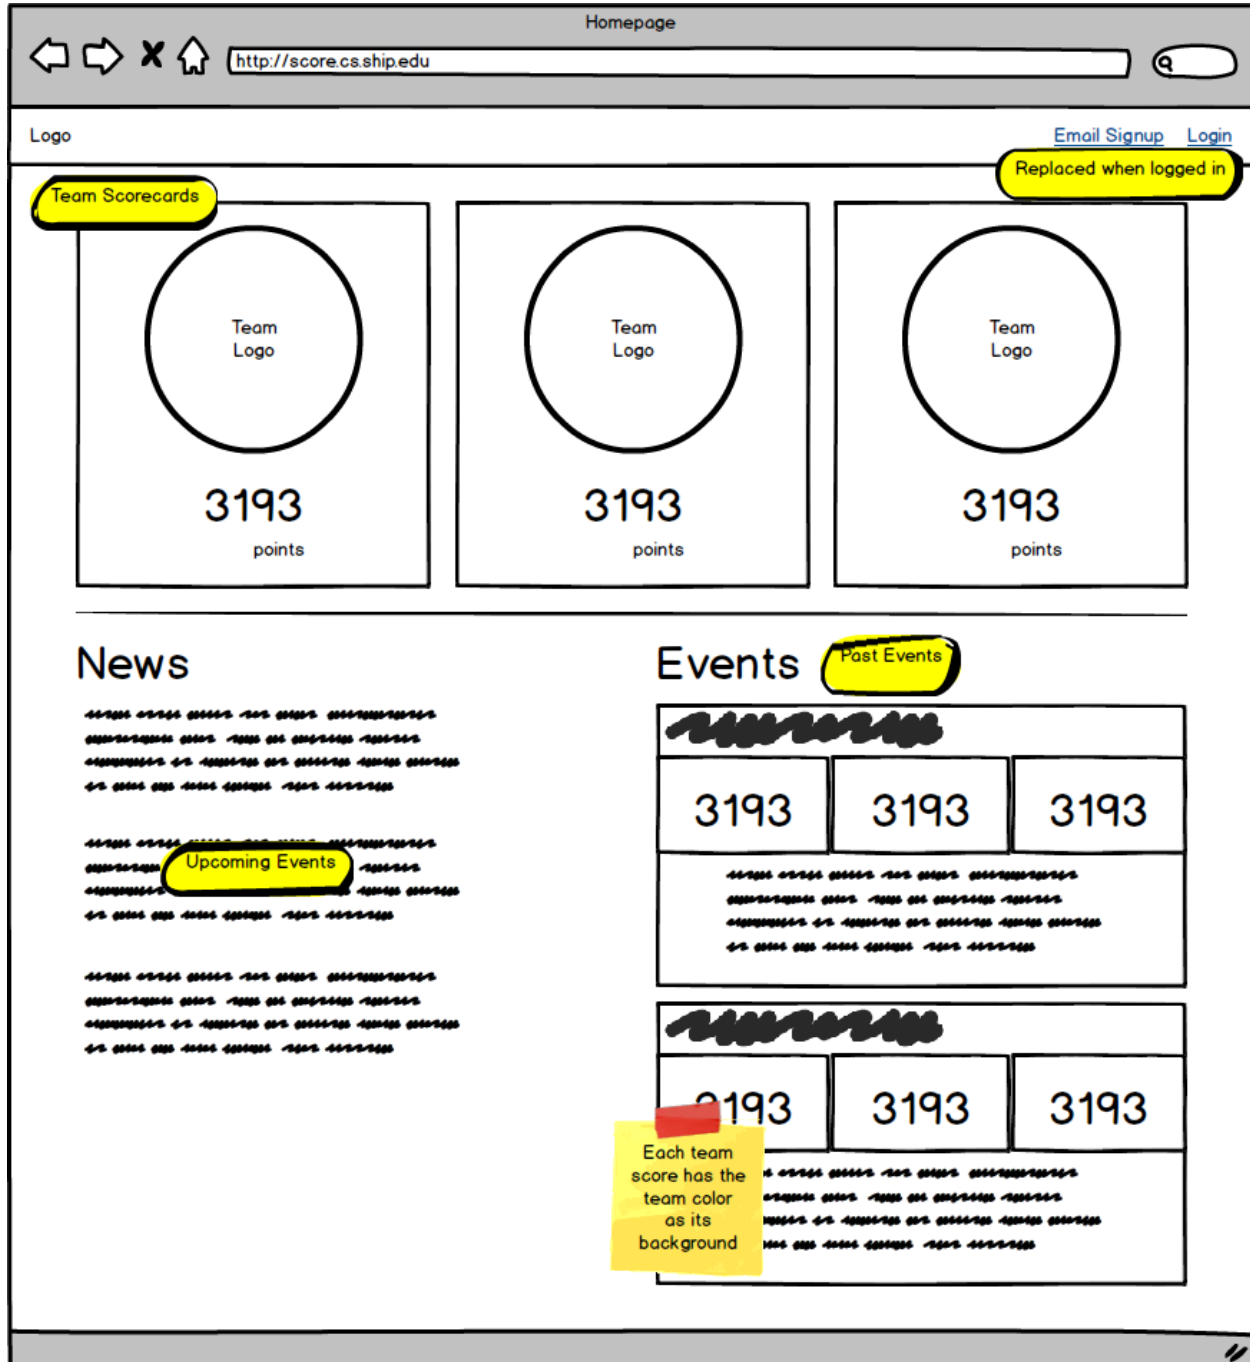 Homepage
http://score.cs.ship.edu
Logo
Email Signup Login
Replaced when logged in
Team Scorecards
Team
Logo
3193
points
Team
Logo
3193
points
Team
Logo
3193
points
News
Upcoming Events
Events
Past Events
3193 3193 3193
3193 3193 3193
Each team
score has the
team color
as its
background